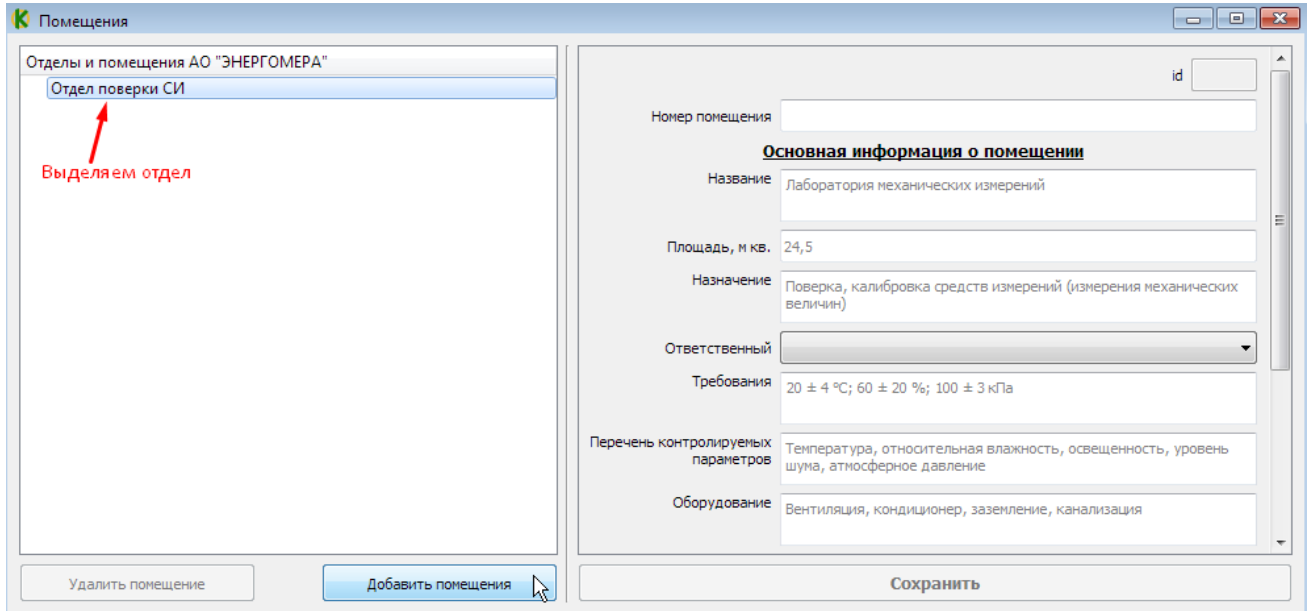 Помещения
Отделы и помещения АО "ЭНЕРГОМЕРА"
Отдел поверки СИ
Выделяем отдел
id
Номер помещения
Основная информация о помещении
Название
Лаборатория механических измерений
Площадь, м кв.
24,5
Назначение
Поверка, калибровка средств измерений (измерения механических
величин)
Ответственный
Требования
20 ± 4 °С; 60 ± 20 %; 100 ± 3 кПа
Перечень контролируемых
параметров
Температура, относительная влажность, освещенность, уровень
шума, атмосферное давление
Оборудование
Вентиляция, кондиционер, заземление, канализация
Удалить помещение
Добавить помещения
Сохранить